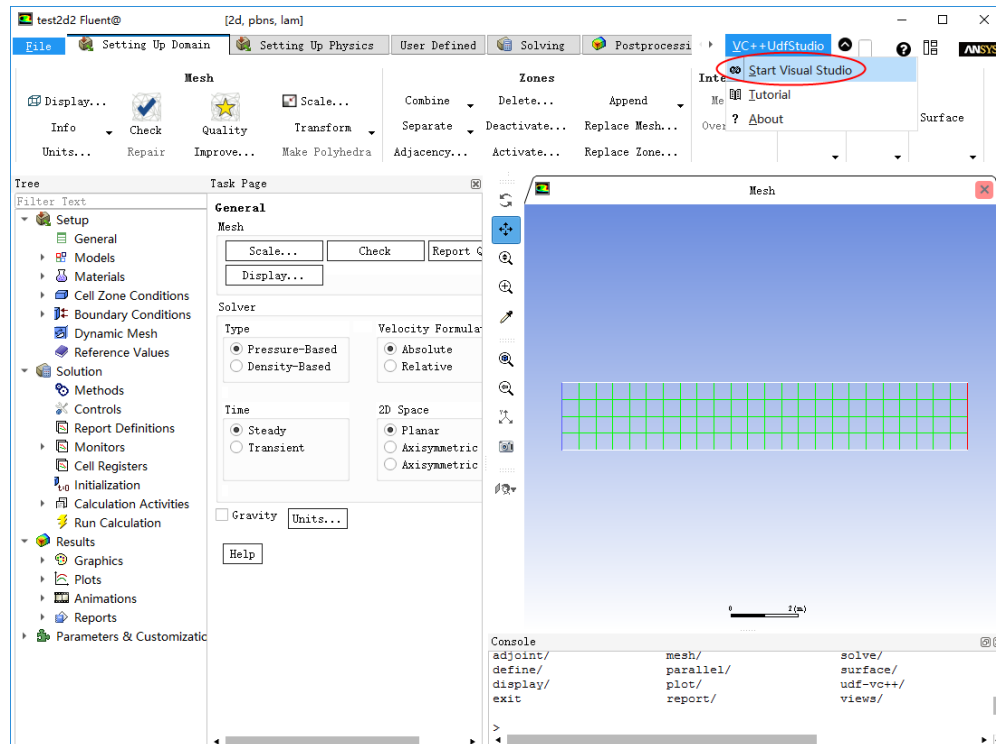 test2d2 Fluent@ [2d, pbns, lam]
File Setting Up Domain Setting Up Physics User Defined Solving Postprocessi VC++UdfStudio ? ANSYS
Start Visual Studio
Tutorial
? About
Mesh Zones Inte
Display... Scale... Combine Delete... Append Me
Info Check Quality Transform Separate Deactivate... Replace Mesh... Over Surface
Units... Repair Improve... Make Polyhedra Adjacency... Activate... Replace Zone...
Tree
Filter Text
Setup
General
Models
Materials
Cell Zone Conditions
Boundary Conditions
Dynamic Mesh
Reference Values
Solution
Methods
Controls
Report Definitions
Monitors
Cell Registers
Initialization
Calculation Activities
Run Calculation
Results
Graphics
Plots
Animations
Reports
Parameters & Customizatio
Task Page
General
Mesh
Scale... Check Report Q
Display...
Solver
Type Velocity Formula
Pressure-Based Absolute
Density-Based Relative
Time 2D Space
Steady Planar
Transient Axisymmetric
Axisymmetric
Gravity Units...
Help
Mesh
0 2(m)
Console
adjoint/ mesh/ solve/
define/ parallel/ surface/
display/ plot/ udf-vc++/
exit report/ views/
>